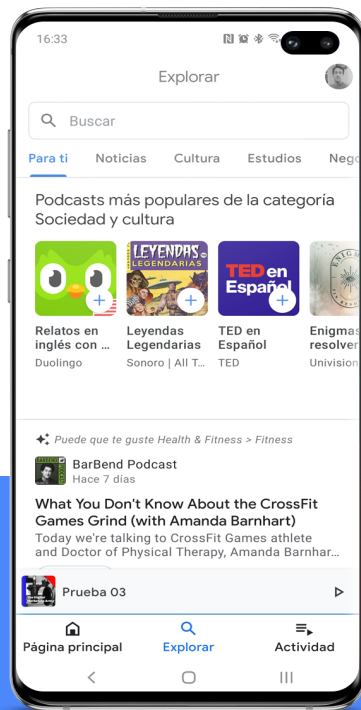 16:33
Explorar
Buscar
Para ti Noticias Cultura Estudios Nego
Podcasts más populares de la categoría
Sociedad y cultura
LEYENDAS
LEGENDARIAS
TED en
Español
ENIGM
Relatos en
inglés con ...
Duolingo
Leyendas
Legendarias
Sonoro | All T...
TED en
Español
TED
Enigmas
resolver
Univision
Puede que te guste Health & Fitness > Fitness
BarBend Podcast
Hace 7 días
What You Don't Know About the CrossFit
Games Grind (with Amanda Barnhart)
Today we're talking to CrossFit Games athlete
and Doctor of Physical Therapy, Amanda Barnhar...
Prueba 03
Página principal Explorar Actividad